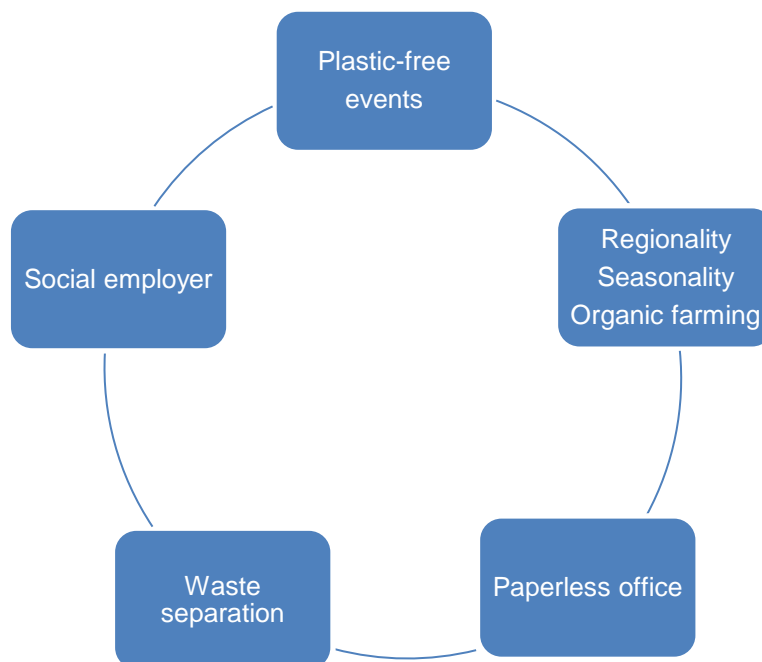 Plastic-free
events
Regionality
Seasonality
Organic farming
Social employer
Paperless office
Waste
separation